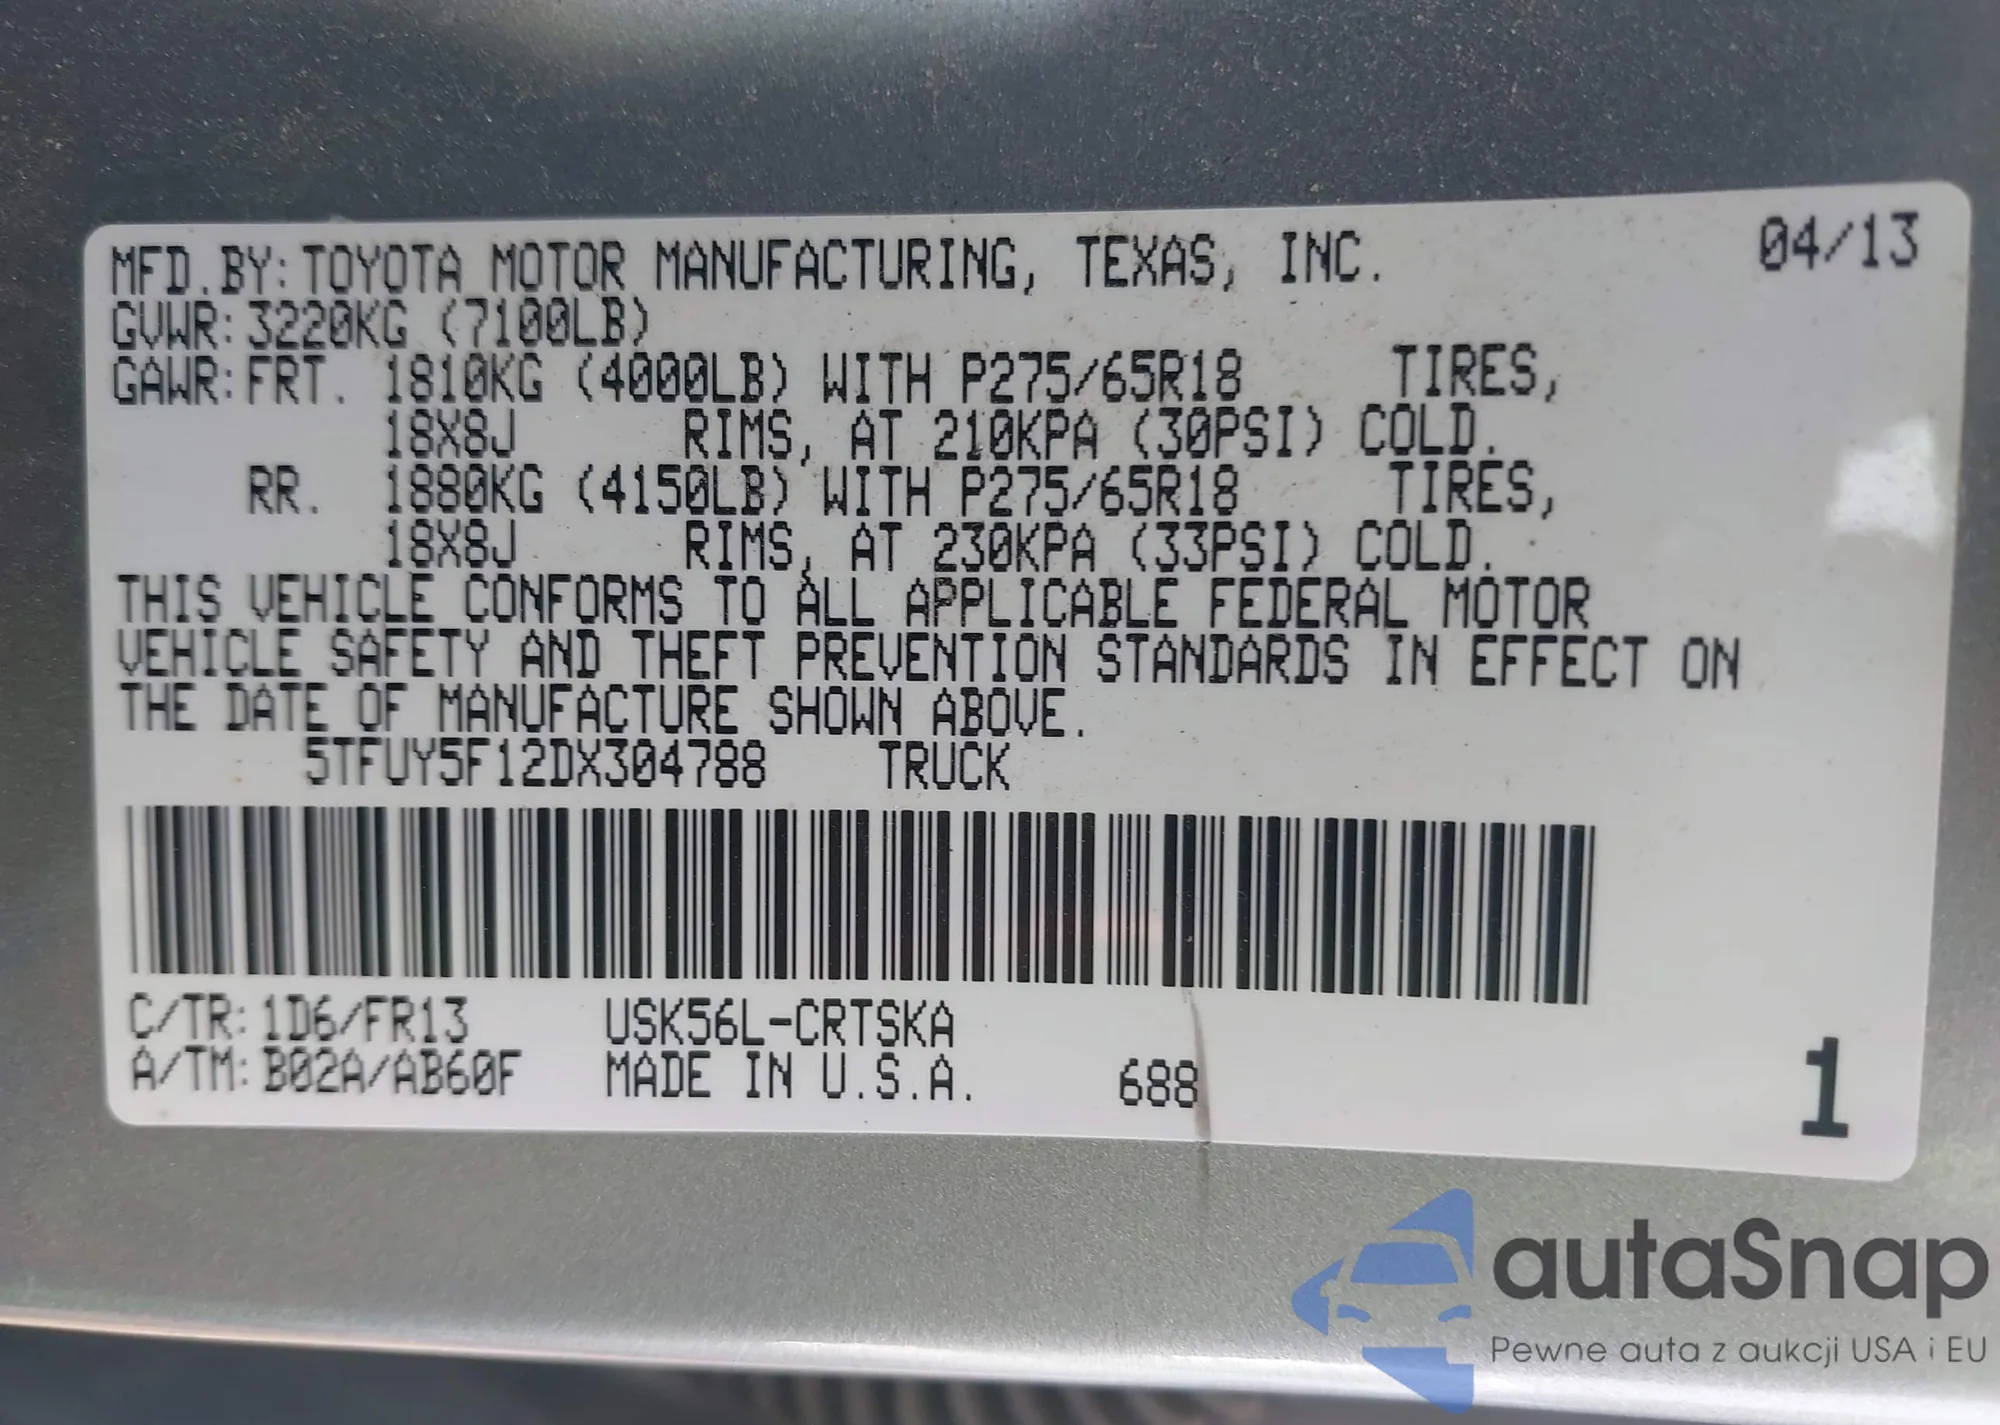 MFD.BY: TOYOTA MOTOR MANUFACTURING, TEXAS, INC. 04/13
GVWR: 3220KG (7100LB)
GAWR: FRT. 1810KG (4000LB) WITH P275/65R18 TIRES,
18X8J RIMS, AT 210KPA (30PSI) COLD.
RR. 1880KG (4150LB) WITH P275/65R18 TIRES,
18X8J RIMS, AT 230KPA (33PSI) COLD.
THIS VEHICLE CONFORMS TO ALL APPLICABLE FEDERAL MOTOR
VEHICLE SAFETY AND THEFT PREVENTION STANDARDS IN EFFECT ON
THE DATE OF MANUFACTURE SHOWN ABOVE.
5TFUY5F12DX304788 TRUCK
C/TR: 1D6/FR13 USK56L-CRTSKA
A/TM: B02A/AB60F MADE IN U.S.A. 688 1
autaSnap
Pewne auta z aukcji USA i EU